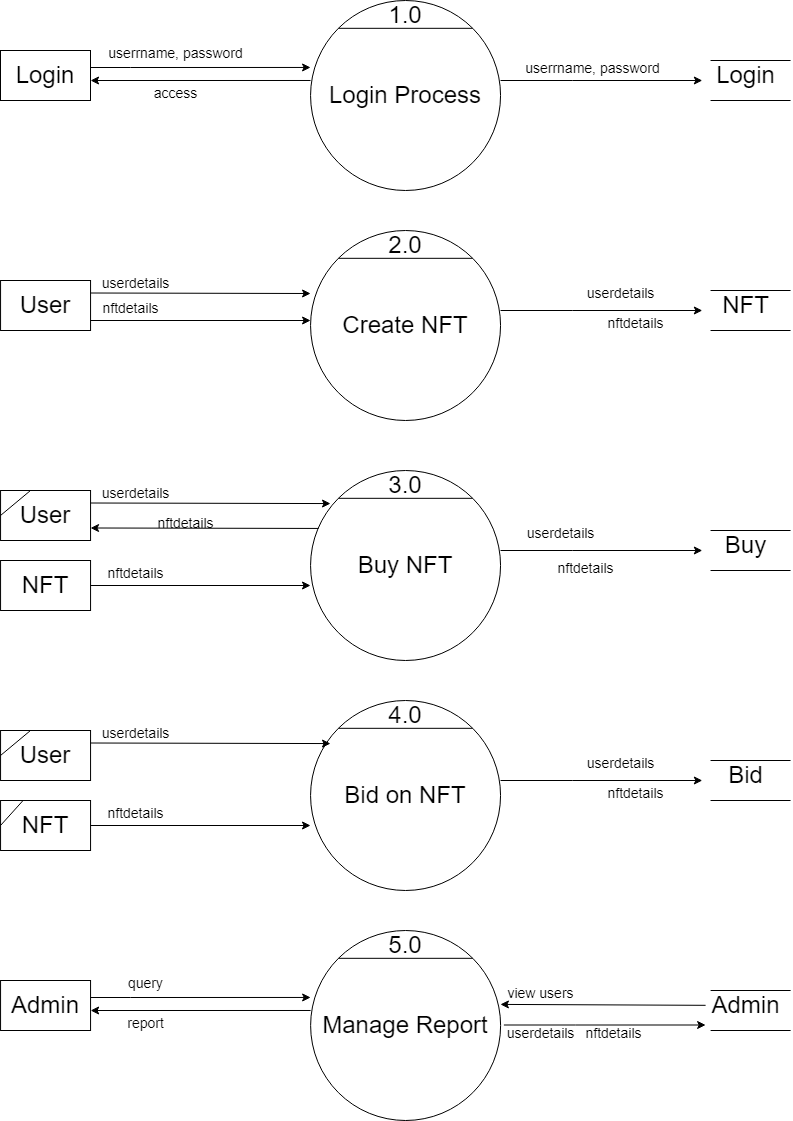 1.0
userrname, password
Login
Login Process
access
userrname, password
Login
2.0
userdetails
nftdetails
User
Create NFT
userdetails
nftdetails
NFT
3.0
userdetails
User
nftdetails
NFT
nftdetails
Buy NFT
userdetails
nftdetails
Buy
4.0
userdetails
User
NFT
nftdetails
Bid on NFT
userdetails
nftdetails
Bid
5.0
query
Admin
report
Manage Report
view users
Admin
userdetails nftdetails